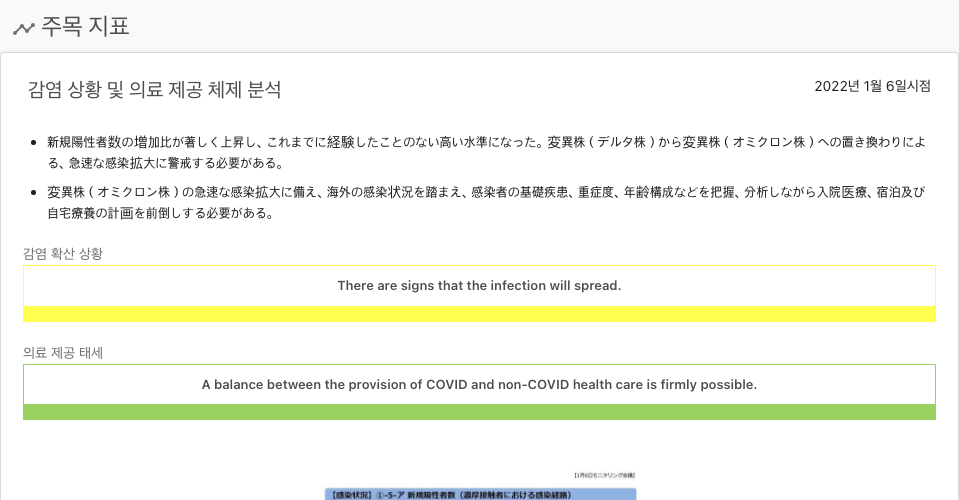 주목 지표
감염 상황 및 의료 제공 체제 분석
2022년 1월 6일시점
新規陽性者数の増加比が著しく上昇し、これまでに経験したことのない高い水準になった。変異株（デルタ株）から変異株（オミクロン株）への置き換わりによ
る、急速な感染拡大に警戒する必要がある。
変異株（オミクロン株）の急速な感染拡大に備え、海外の感染状況を踏まえ、感染者の基礎疾患、重症度、年齢構成などを把握、分析しながら入院医療、宿泊及び
自宅療養の計画を前倒しする必要がある。
감염 확산 상황
There are signs that the infection will spread.
의료 제공 태세
A balance between the provision of COVID and non-COVID health care is firmly possible.
【1月6日モニタリング会議】
【感染状況】①-5-ア 新規陽性者数（濃厚接触者における感染経路）